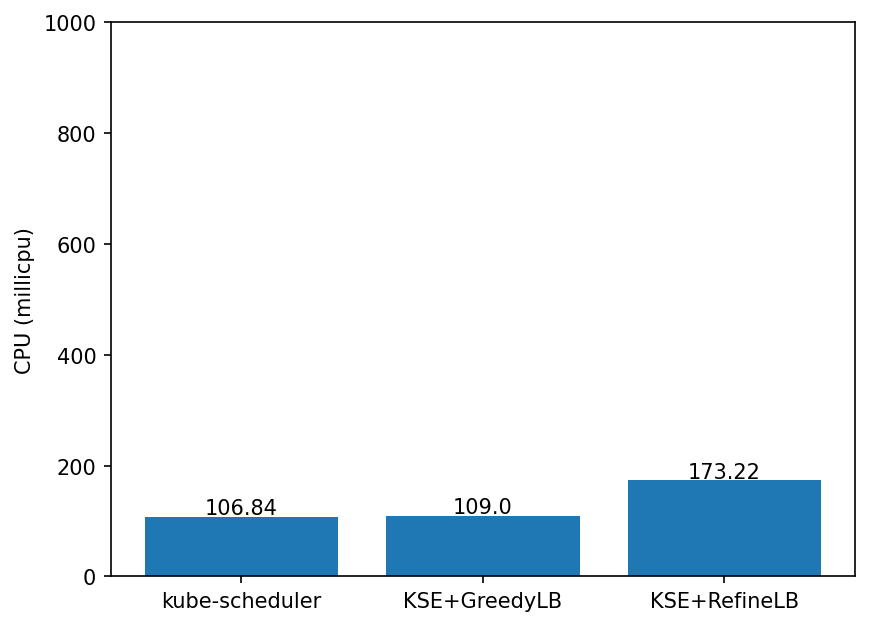 1000
800
600
400
200
0
CPU (millicpu)
106.84
109.0
173.22
kube-scheduler
KSE+GreedyLB
KSE+RefineLB